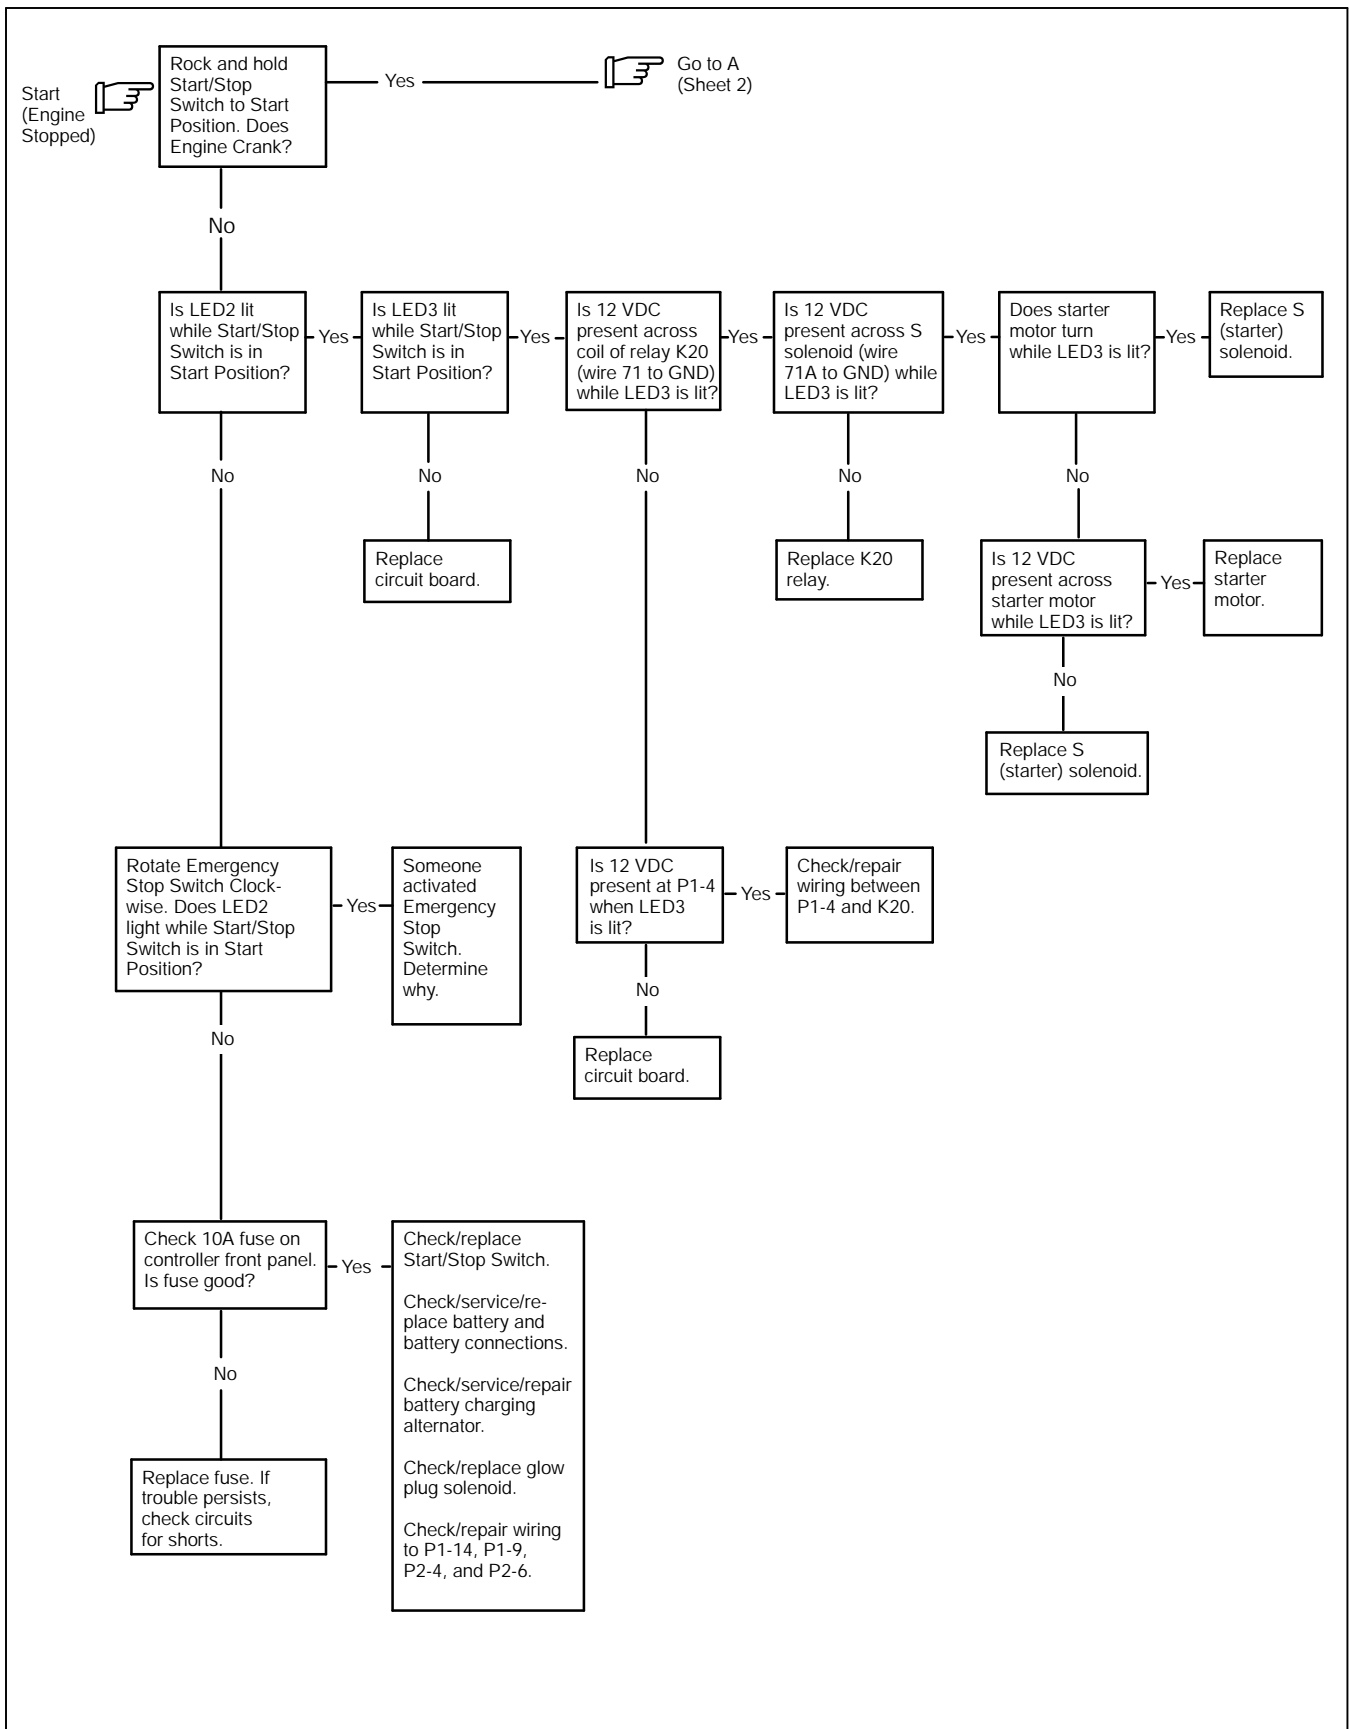 Start
(Engine
Stopped)
Rock and hold
Start/Stop
Switch to Start
Position. Does
Engine Crank?
Yes
Go to A
(Sheet 2)
No
Is LED2 lit
while Start/Stop
Switch is in
Start Position?
Yes
Is LED3 lit
while Start/Stop
Switch is in
Start Position?
Yes
Is 12 VDC
present across
coil of relay K20
(wire 71 to GND)
while LED3 is lit?
Yes
Is 12 VDC
present across S
solenoid (wire
71A to GND) while
LED3 is lit?
Yes
Does starter
motor turn
while LED3 is lit?
Yes
Replace S
(starter)
solenoid.
No
No
No
No
No
Replace
circuit board.
Replace K20
relay.
Is 12 VDC
present across
starter motor
while LED3 is lit?
Yes
Replace
starter
motor.
No
Replace S
(starter) solenoid.
Rotate Emergency
Stop Switch Clock-
wise. Does LED2
light while Start/Stop
Switch is in Start
Position?
Yes
Someone
activated
Emergency
Stop
Switch.
Determine
why.
Is 12 VDC
present at P1-4
when LED3
is lit?
Yes
Check/repair
wiring between
P1-4 and K20.
No
No
Replace
circuit board.
Check 10A fuse on
controller front panel.
Is fuse good?
Yes
Check/replace
Start/Stop Switch.
Check/service/re-
place battery and
battery connections.
Check/service/repair
battery charging
alternator.
Check/replace glow
plug solenoid.
Check/repair wiring
to P1-14, P1-9,
P2-4, and P2-6.
No
Replace fuse. If
trouble persists,
check circuits
for shorts.